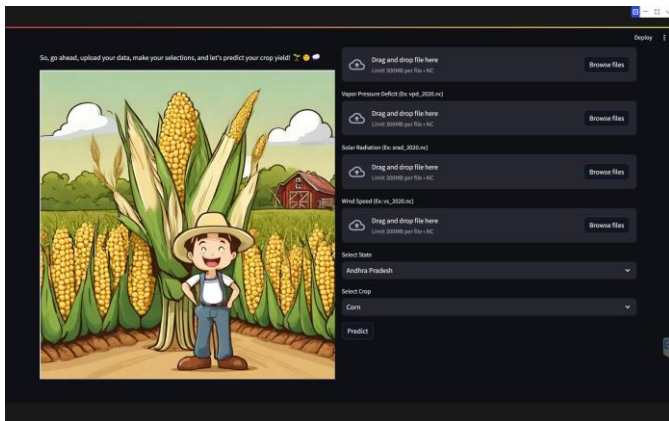 Deploy
So, go ahead, upload your data, make your selections, and let's predict your crop yield! 🌱 🌞 🌧️
Drag and drop file here
Limit 300MB per file • NC
Browse files
Vapor Pressure Deficit (Ex: vpd_2020.nc)
Drag and drop file here
Limit 300MB per file • NC
Browse files
Solar Radiation (Ex: srad_2020.nc)
Drag and drop file here
Limit 300MB per file • NC
Browse files
Wind Speed (Ex: vs_2020.nc)
Drag and drop file here
Limit 300MB per file • NC
Browse files
Select State
Andhra Pradesh
Select Crop
Corn
Predict